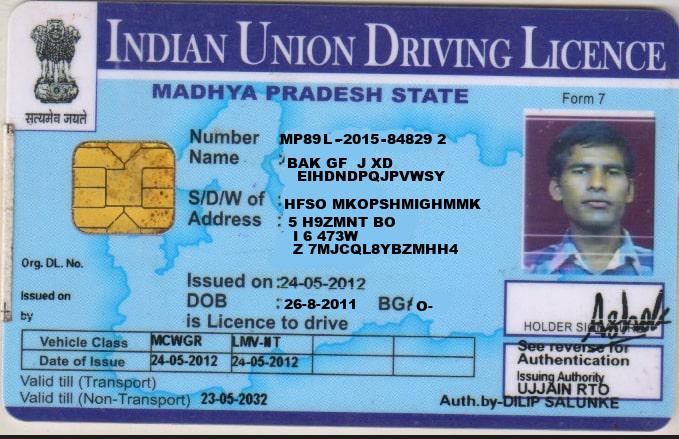 INDIAN UNION DRIVING LICENCE
सत्यमेव जयते
MADHYA PRADESH STATE
Form 7
Number MP89L-2015-84829 2
Name : BAK GF J XD
EIHDNDPQJPVWSY
S/D/W of : HFSO MKOPSHMIGHMMK
Address : 5 H9ZMNT BO
I 6 473W
Z 7MJCQL8YBZMHH4
Org. DL. No.
Issued on
by
Issued on :24-05-2012
DOB : 26-8-2011 BG: O-
is Licence to drive
Vehicle Class MCWGR LMV-NT
Date of Issue 24-05-2012 24-05-2012
Valid till (Transport)
Valid till (Non-Transport) 23-05-2032
HOLDER SIGNATURE
See reverse for
Authentication
Issuing Authority
UJJAIN RTO
Auth.by-DILIP SALUNKE